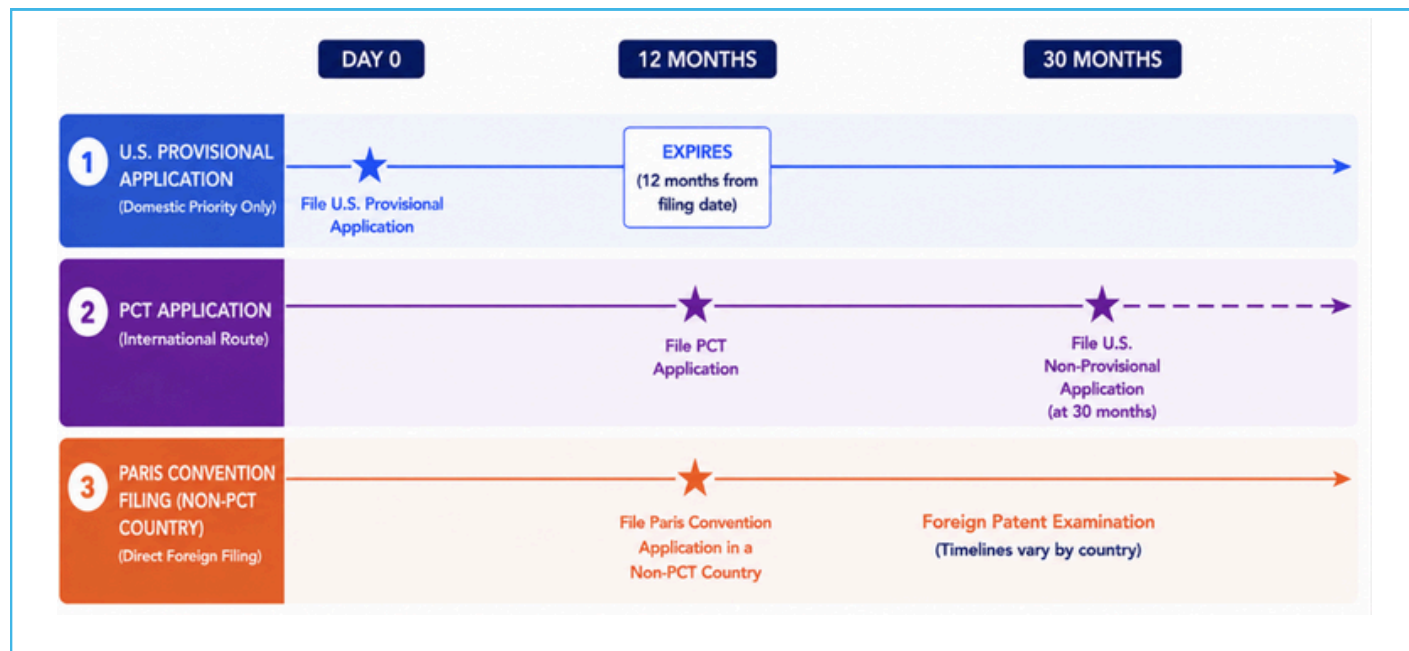 DAY 0
12 MONTHS
30 MONTHS
1
U.S. PROVISIONAL
APPLICATION
(Domestic Priority Only)
File U.S. Provisional
Application
EXPIRES
(12 months from
filing date)
2
PCT APPLICATION
(International Route)
File PCT
Application
File U.S.
Non-Provisional
Application
(at 30 months)
3
PARIS CONVENTION
FILING (NON-PCT
COUNTRY)
(Direct Foreign Filing)
File Paris Convention
Application in a
Non-PCT Country
Foreign Patent Examination
(Timelines vary by country)